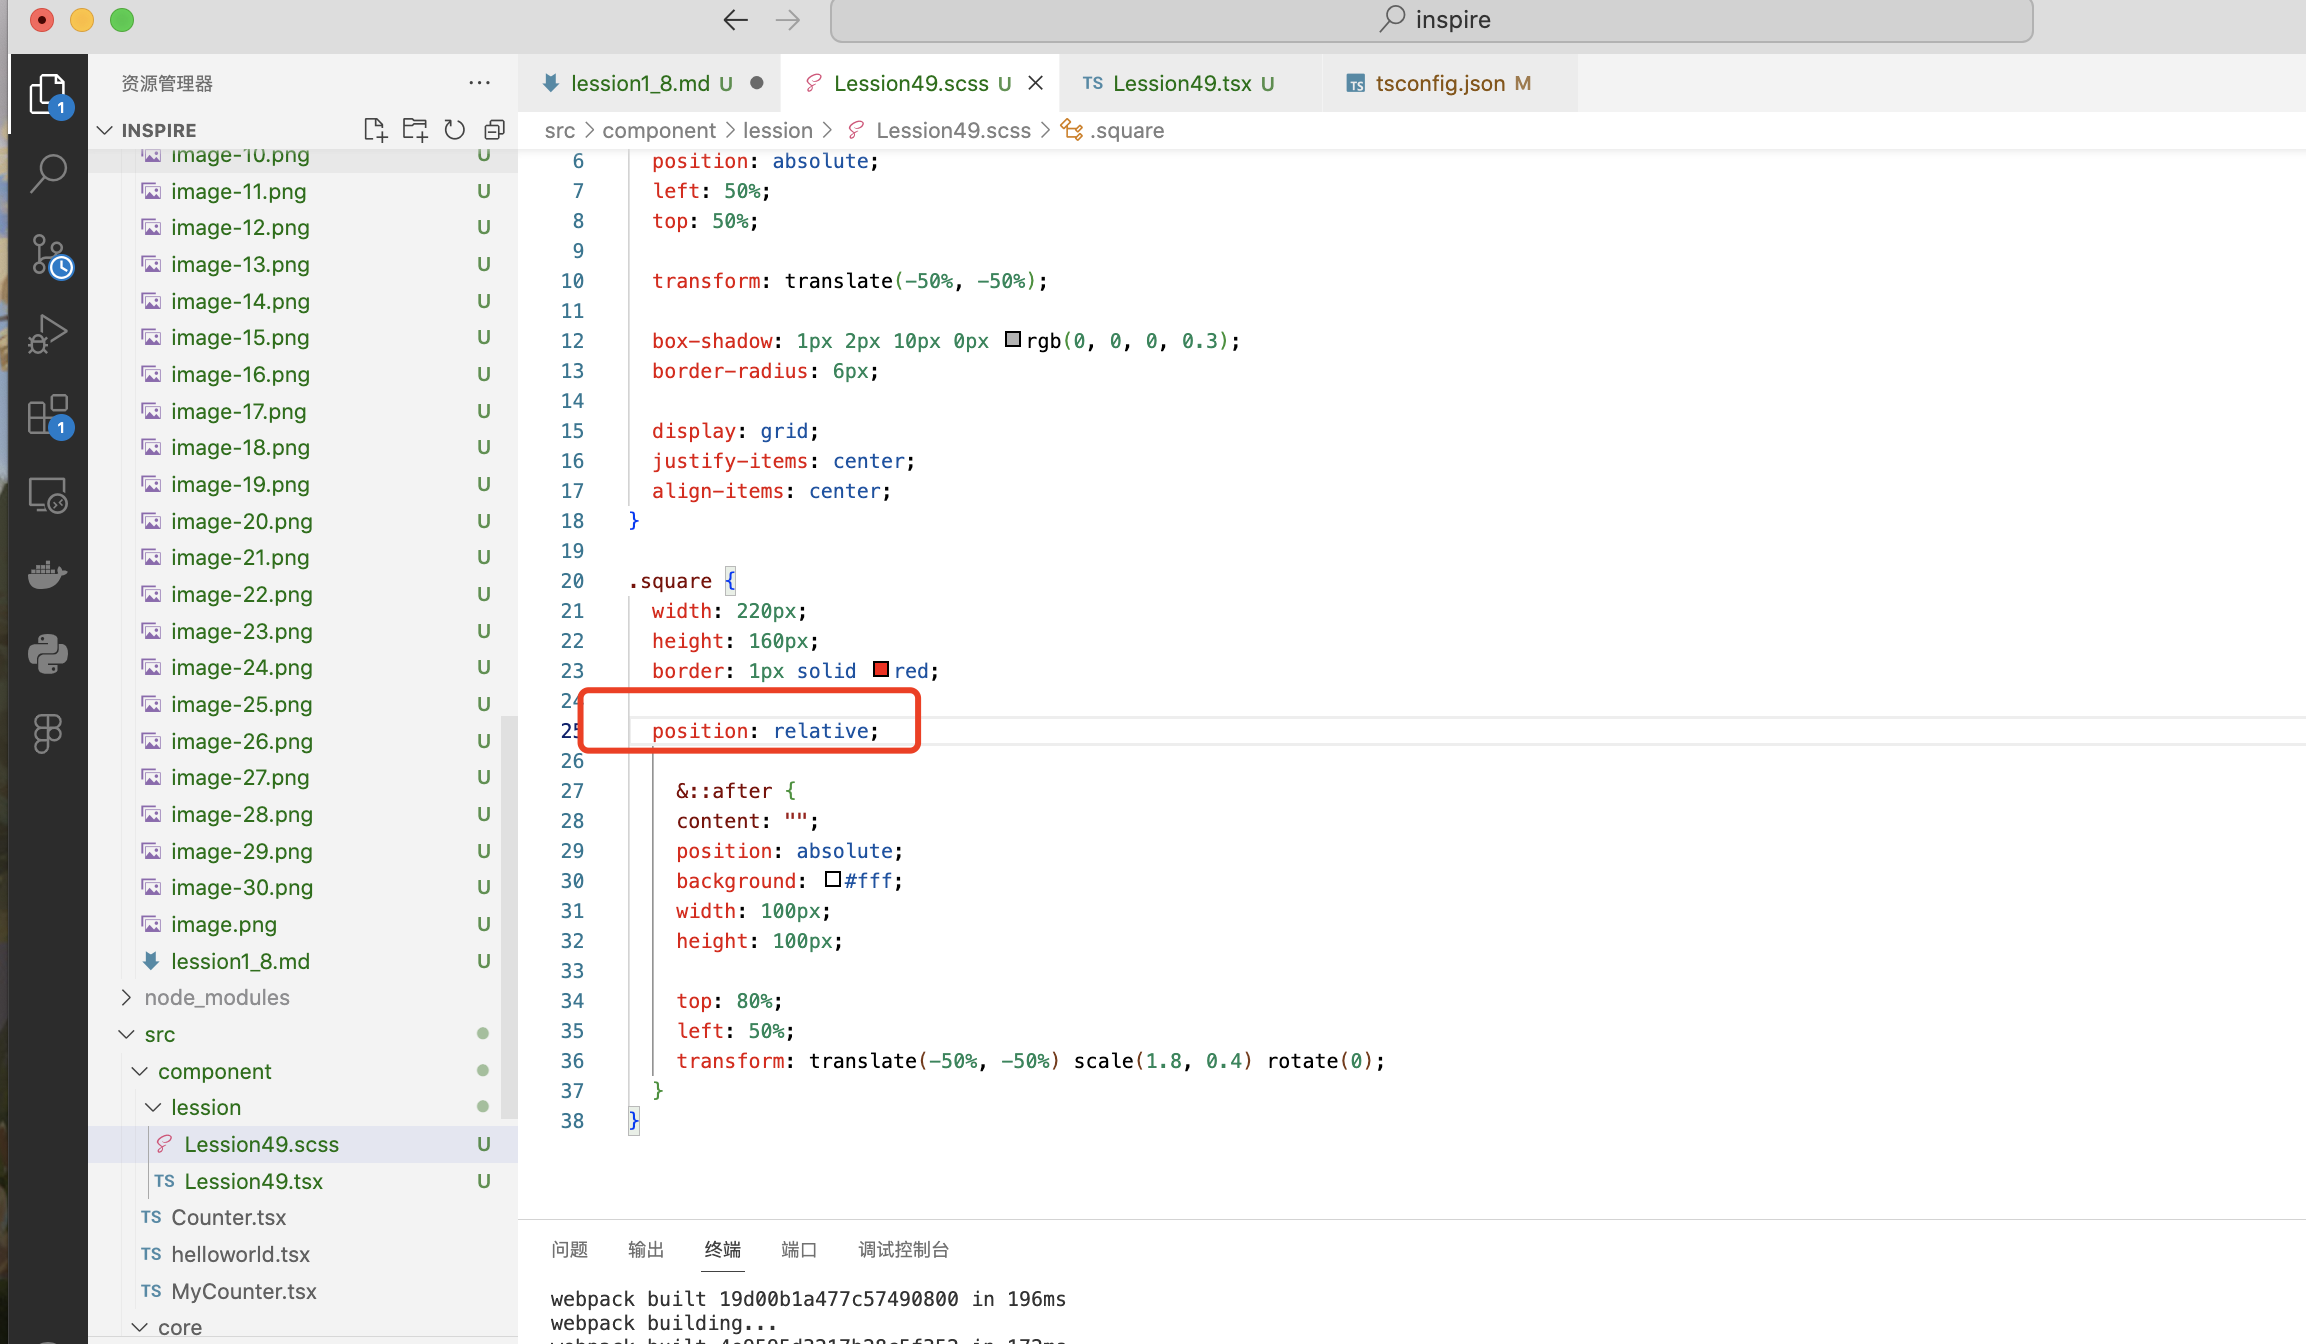 inspire
资源管理器
INSPIRE
image-10.png U
image-11.png U
image-12.png U
image-13.png U
image-14.png U
image-15.png U
image-16.png U
image-17.png U
image-18.png U
image-19.png U
image-20.png U
image-21.png U
image-22.png U
image-23.png U
image-24.png U
image-25.png U
image-26.png U
image-27.png U
image-28.png U
image-29.png U
image-30.png U
image.png U
lession1_8.md U
node_modules
src
component
lession
Lession49.scss U
TS Lession49.tsx U
TS Counter.tsx
TS helloworld.tsx
TS MyCounter.tsx
core
1
1
lession1_8.md U
Lession49.scss U
TS Lession49.tsx U
TS tsconfig.json M
src > component > lession > Lession49.scss > .square
6 position: absolute;
7 left: 50%;
8 top: 50%;
9
10 transform: translate(-50%, -50%);
11
12 box-shadow: 1px 2px 10px 0px rgb(0, 0, 0, 0.3);
13 border-radius: 6px;
14
15 display: grid;
16 justify-items: center;
17 align-items: center;
18 }
19
20 .square {
21 width: 220px;
22 height: 160px;
23 border: 1px solid red;
24
25 position: relative;
26
27 &::after {
28 content: "";
29 position: absolute;
30 background: #fff;
31 width: 100px;
32 height: 100px;
33
34 top: 80%;
35 left: 50%;
36 transform: translate(-50%, -50%) scale(1.8, 0.4) rotate(0);
37 }
38 }
问题 输出 终端 端口 调试控制台
webpack built 19d00b1a477c57490800 in 196ms
webpack building...